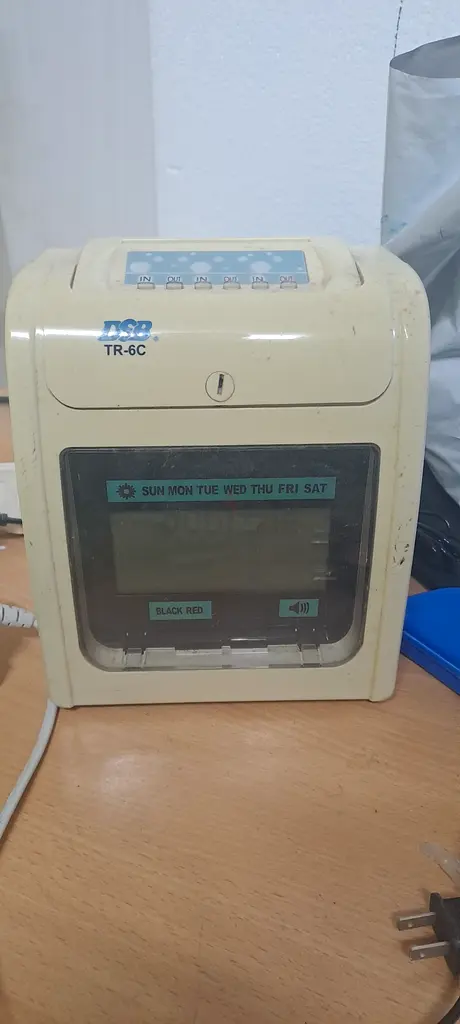 IN OUT IN OUT IN OUT
DSB®
TR-6C
SUN MON TUE WED THU FRI SAT
BLACK RED